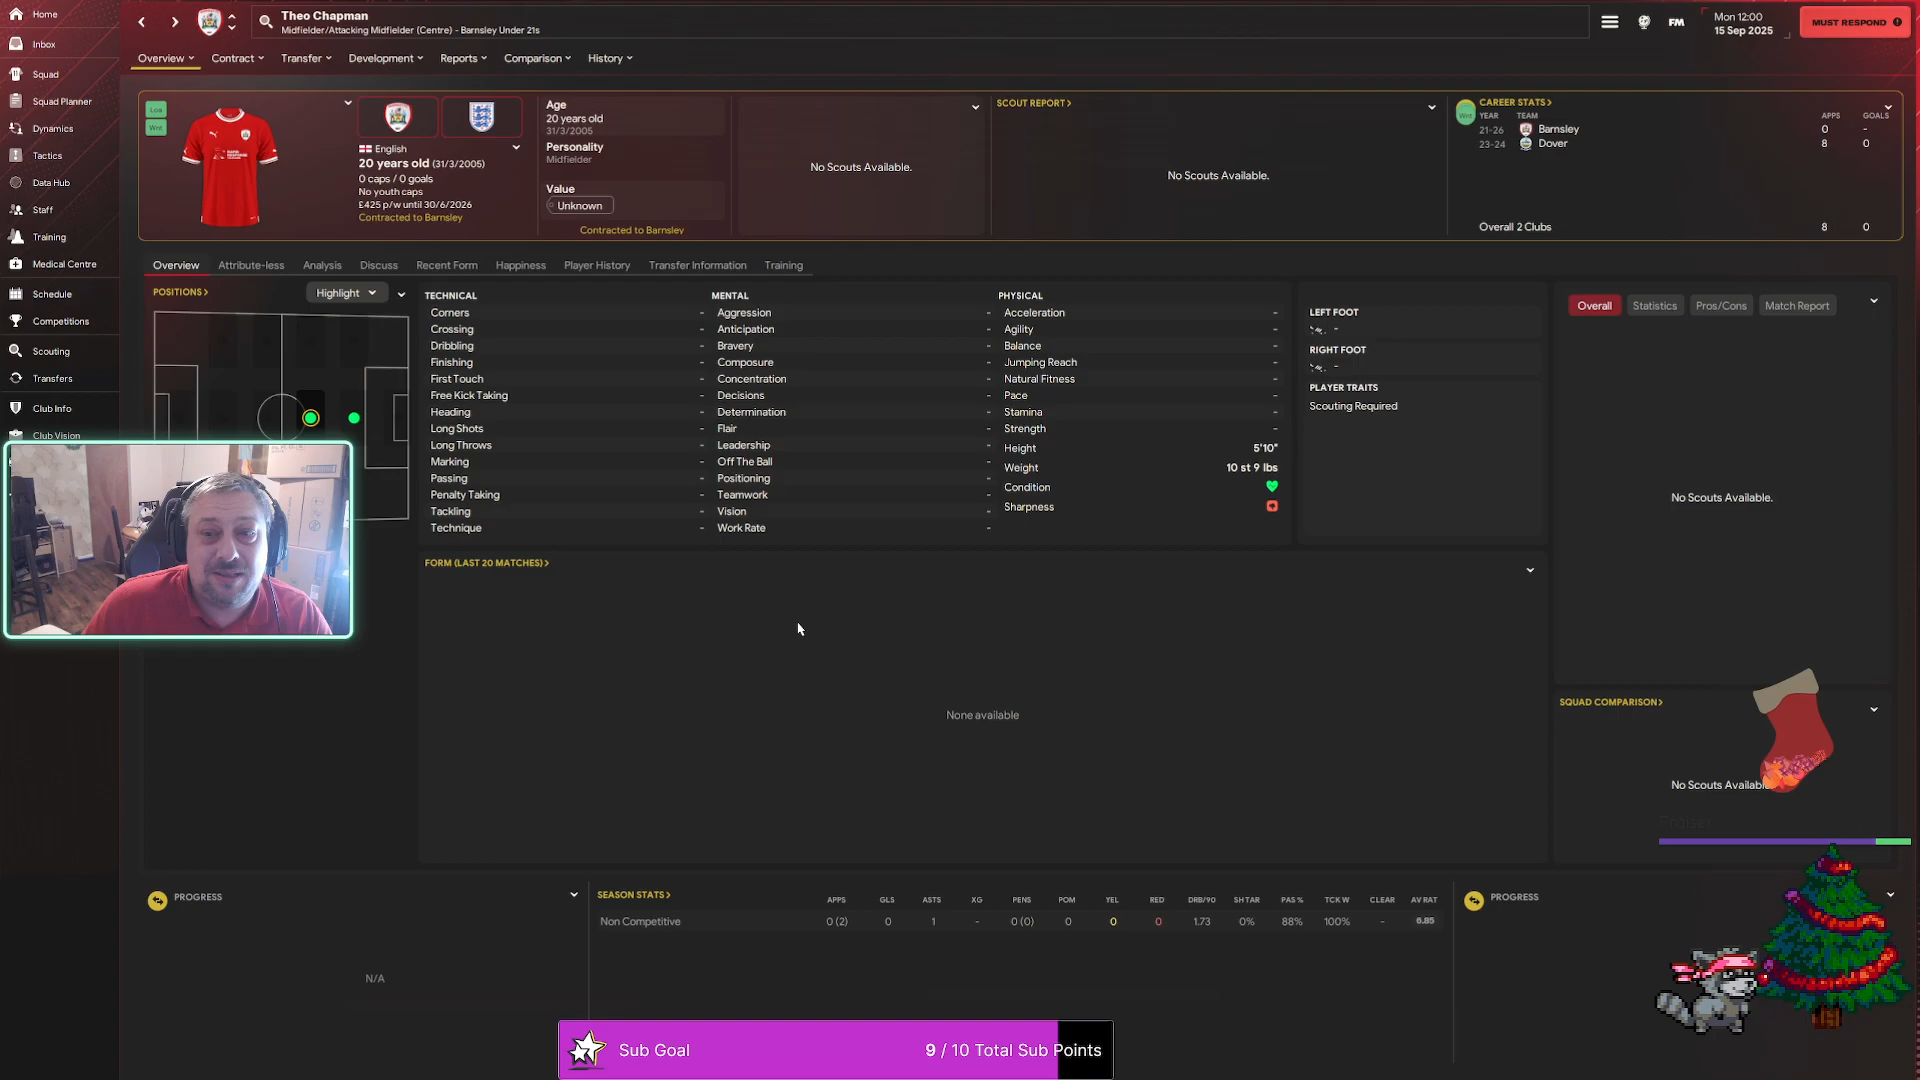 Home
Inbox
Squad
Squad Planner
Dynamics
Tactics
Data Hub
Staff
Training
Medical Centre
Schedule
Competitions
Scouting
Transfers
Club Info
Club Vision
Theo Chapman
Midfielder/Attacking Midfielder (Centre) - Barnsley Under 21s
FM
Mon 12:00
15 Sep 2025
MUST RESPOND
Overview
Contract
Transfer
Development
Reports
Comparison
History
Loa
Wnt
English
20 years old (31/3/2005)
0 caps / 0 goals
No youth caps
£425 p/w until 30/6/2026
Contracted to Barnsley
Age
20 years old
31/3/2005
Personality
Midfielder
Value
Unknown
Contracted to Barnsley
No Scouts Available.
SCOUT REPORT >
No Scouts Available.
Wnt
CAREER STATS >
YEAR TEAM APPS GOALS
21-26 Barnsley 0 -
23-24 Dover 8 0
Overall 2 Clubs 8 0
Overview
Attribute-less
Analysis
Discuss
Recent Form
Happiness
Player History
Transfer Information
Training
POSITIONS >
Highlight
TECHNICAL
Corners -
Crossing -
Dribbling -
Finishing -
First Touch -
Free Kick Taking -
Heading -
Long Shots -
Long Throws -
Marking -
Passing -
Penalty Taking -
Tackling -
Technique -
MENTAL
Aggression -
Anticipation -
Bravery -
Composure -
Concentration -
Decisions -
Determination -
Flair -
Leadership -
Off The Ball -
Positioning -
Teamwork -
Vision -
Work Rate -
PHYSICAL
Acceleration -
Agility -
Balance -
Jumping Reach -
Natural Fitness -
Pace -
Stamina -
Strength -
Height 5'10"
Weight 10 st 9 lbs
Condition
Sharpness
LEFT FOOT
-
RIGHT FOOT
-
PLAYER TRAITS
Scouting Required
Overall
Statistics
Pros/Cons
Match Report
No Scouts Available.
FORM (LAST 20 MATCHES) >
None available
SQUAD COMPARISON >
No Scouts Available
PROGRESS
N/A
SEASON STATS >
APPS GLS ASTS XG PENS POM YEL RED DRB/90 SH TAR PAS % TCK W CLEAR AV RAT
Non Competitive 0 (2) 0 1 - 0 (0) 0 0 0 1.73 0% 88% 100% - 6.85
PROGRESS
Sub Goal 9 / 10 Total Sub Points